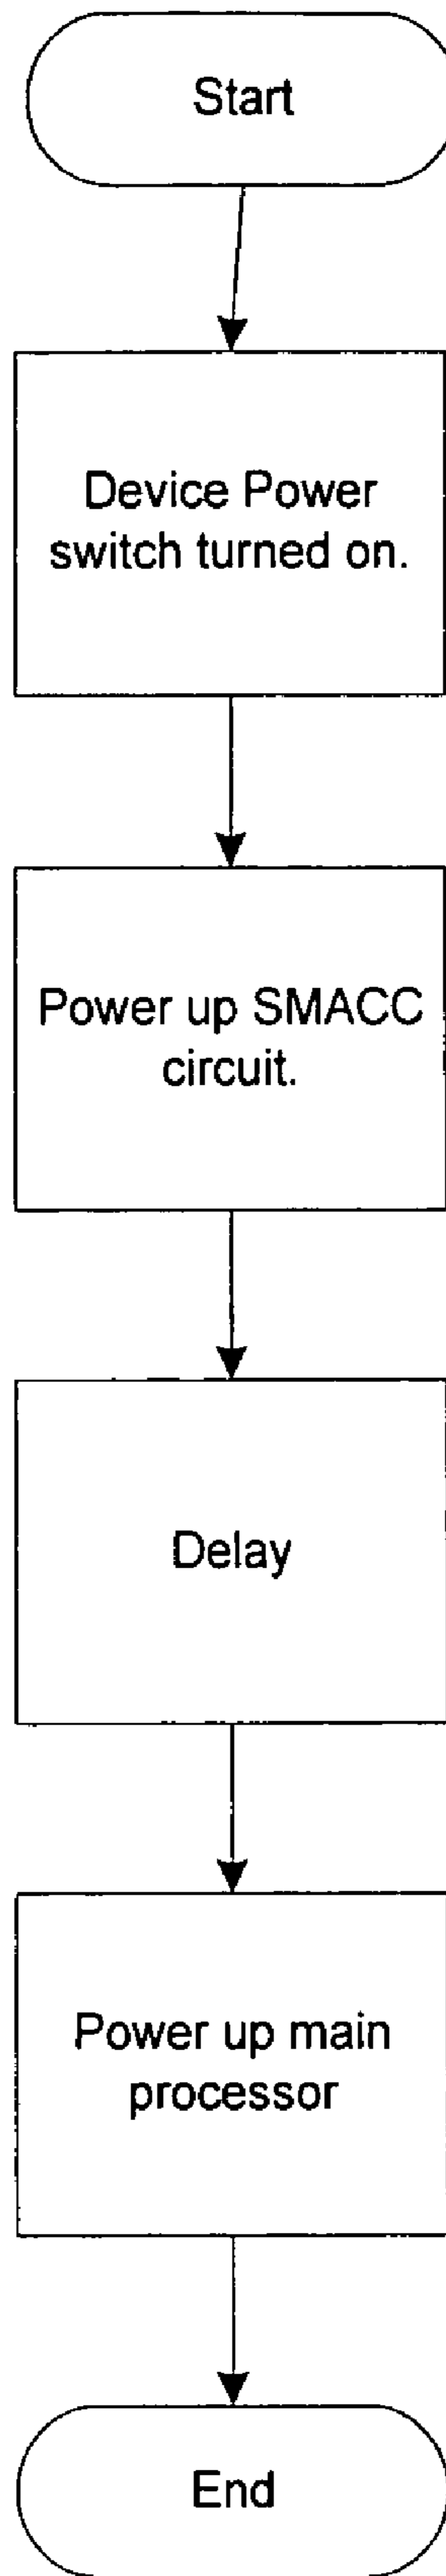 Start
Device Power
switch turned on.
Power up SMACC
circuit.
Delay
Power up main
processor
End